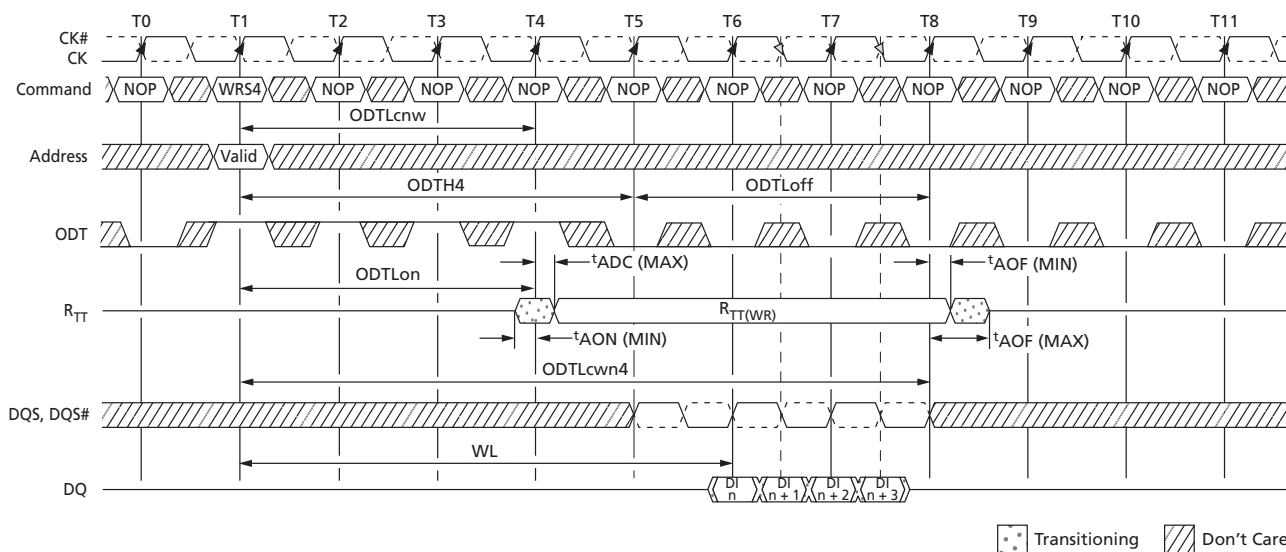 T0 T1 T2 T3 T4 T5 T6 T7 T8 T9 T10 T11
CK#
CK
Command NOP WRS4 NOP NOP NOP NOP NOP NOP NOP NOP NOP NOP
ODTLcnw
Address Valid
ODTH4 ODTLoff
ODT
tADC (MAX) tAOF (MIN)
ODTLon
RTT RTT(WR)
tAON (MIN) tAOF (MAX)
ODTLcwn4
DQS, DQS#
WL
DQ DI n DI n + 1 DI n + 2 DI n + 3
Transitioning Don't Care